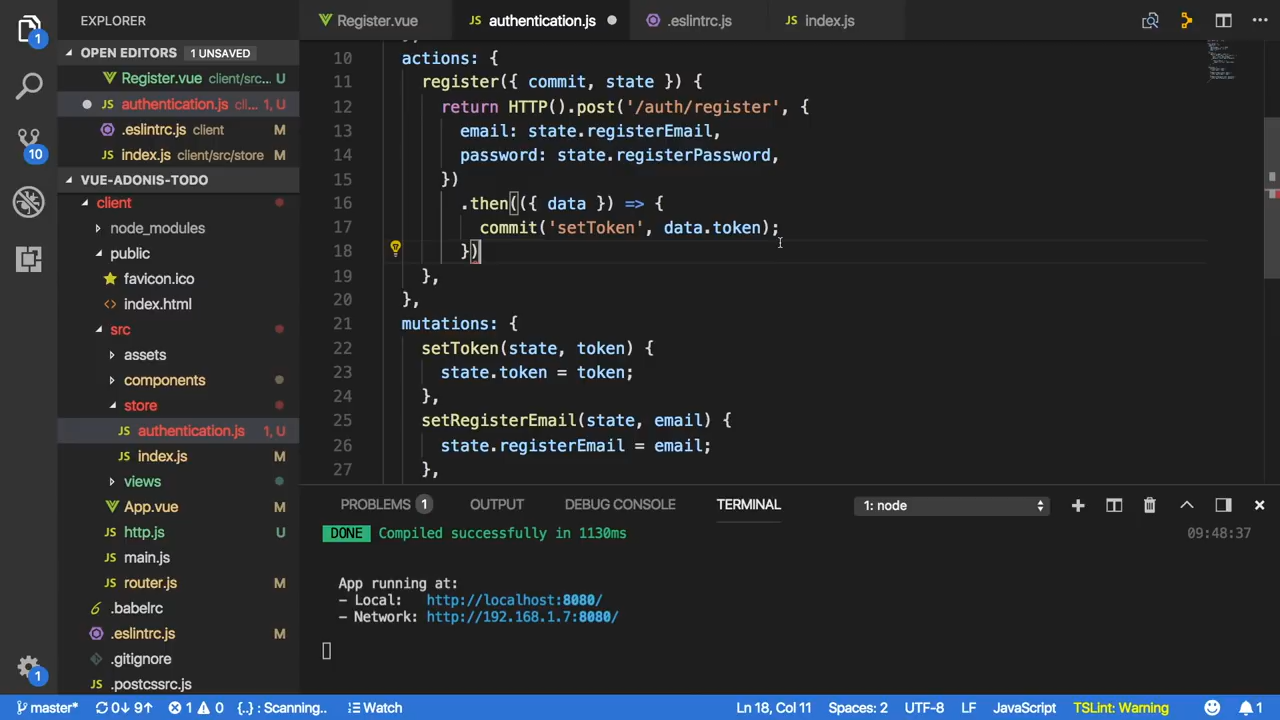 EXPLORER
Register.vue
authentication.js
.eslintrc.js
index.js
OPEN EDITORS 1 UNSAVED
Register.vue client/src... U
authentication.js cli... 1, U
.eslintrc.js client M
index.js client/src/store M
VUE-ADONIS-TODO
client
node_modules
public
favicon.ico
index.html
src
assets
components
store
authentication.js 1, U
index.js M
views
App.vue M
http.js U
main.js
router.js M
.babelrc
.eslintrc.js M
.gitignore
.postcssrc.js
1
10
1
10 actions: {
11 register({ commit, state }) {
12 return HTTP().post('/auth/register', {
13 email: state.registerEmail,
14 password: state.registerPassword,
15 })
16 .then(({ data }) => {
17 commit('setToken', data.token);
18 })
19 },
20 },
21 mutations: {
22 setToken(state, token) {
23 state.token = token;
24 },
25 setRegisterEmail(state, email) {
26 state.registerEmail = email;
27 },
PROBLEMS 1 OUTPUT DEBUG CONSOLE TERMINAL 1: node
DONE Compiled successfully in 1130ms 09:48:37
App running at:
- Local: http://localhost:8080/
- Network: http://192.168.1.7:8080/
master* 0↓ 9↑ 1 0 {..} : Scanning.. Watch Ln 18, Col 11 Spaces: 2 UTF-8 LF JavaScript TSLint: Warning 1